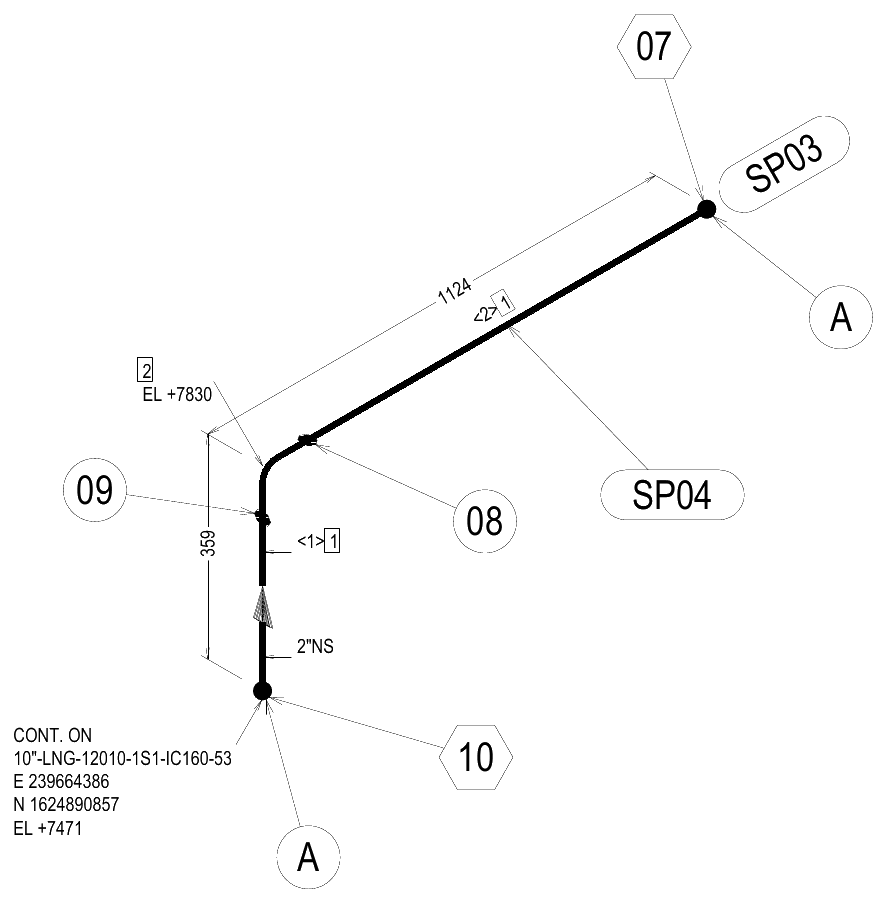 07
SP03
A
1124
<2>1
2
EL +7830
09
08
SP04
359
<1>1
2"NS
CONT. ON
10"-LNG-12010-1S1-IC160-53
E 239664386
N 1624890857
EL +7471
10
A